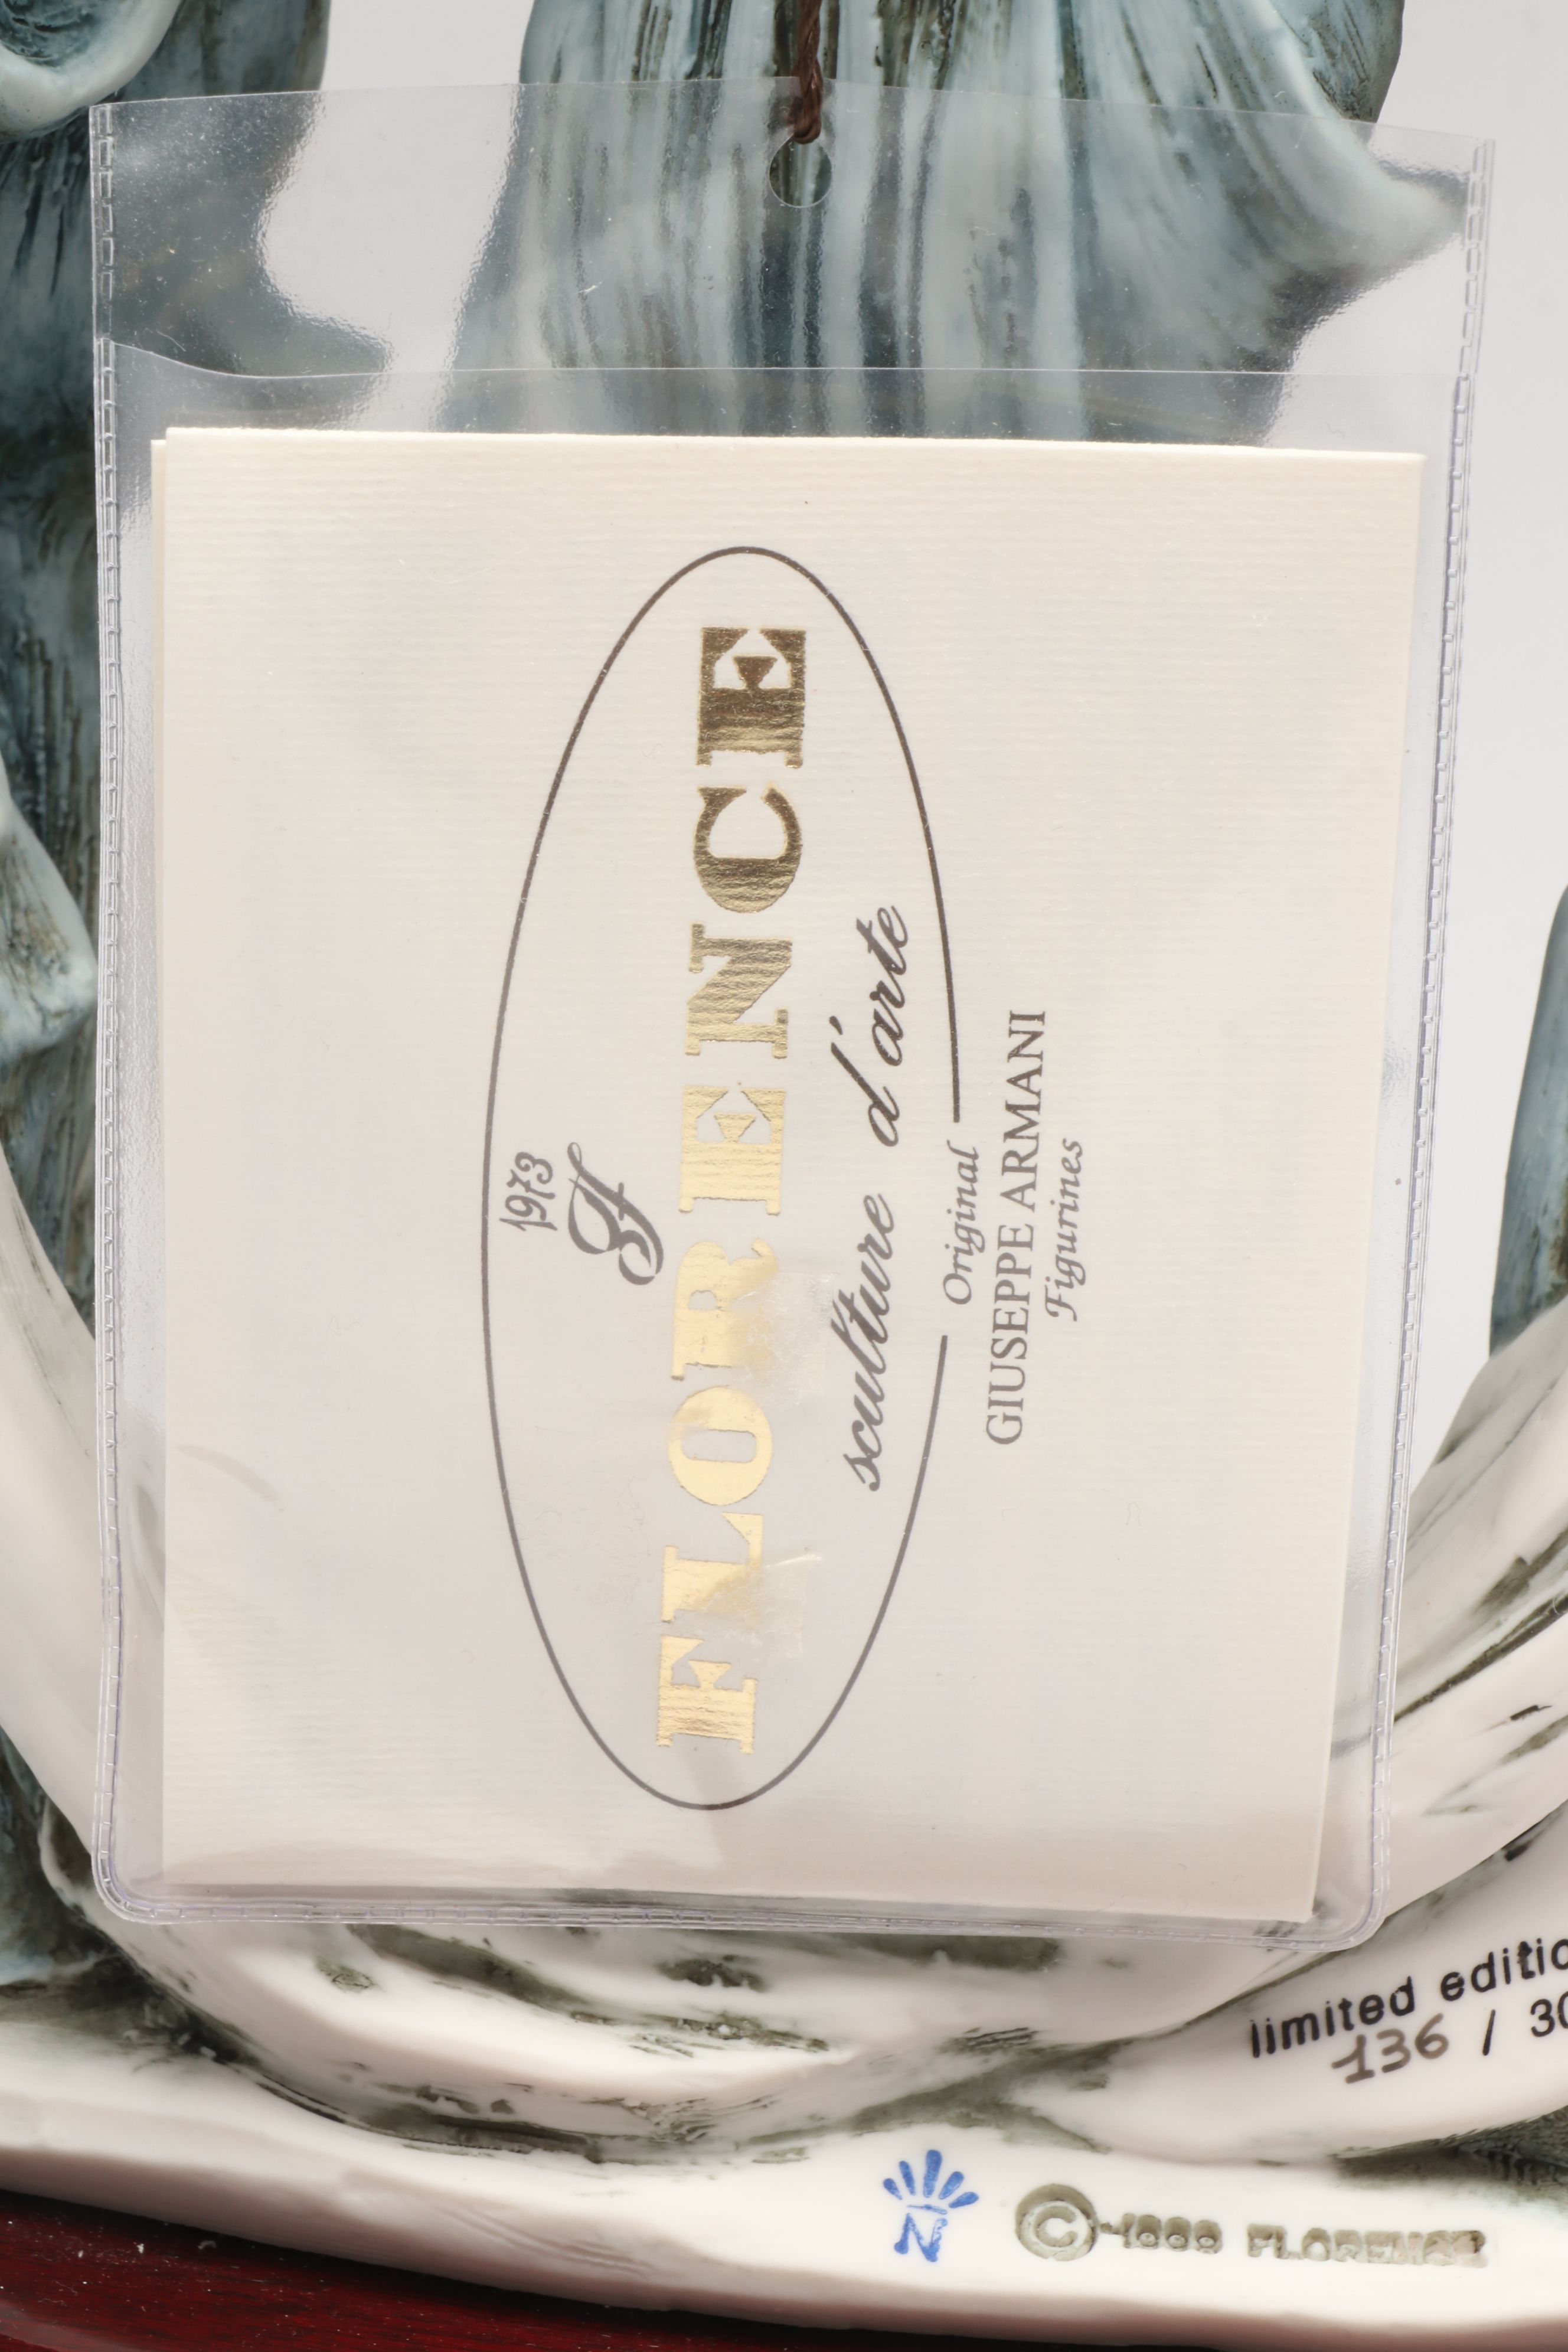 1973
F
FLORENCE
sculture d'arte
Original
GIUSEPPE ARMANI
Figurines
limited editio
136 / 30
© FLORENCE